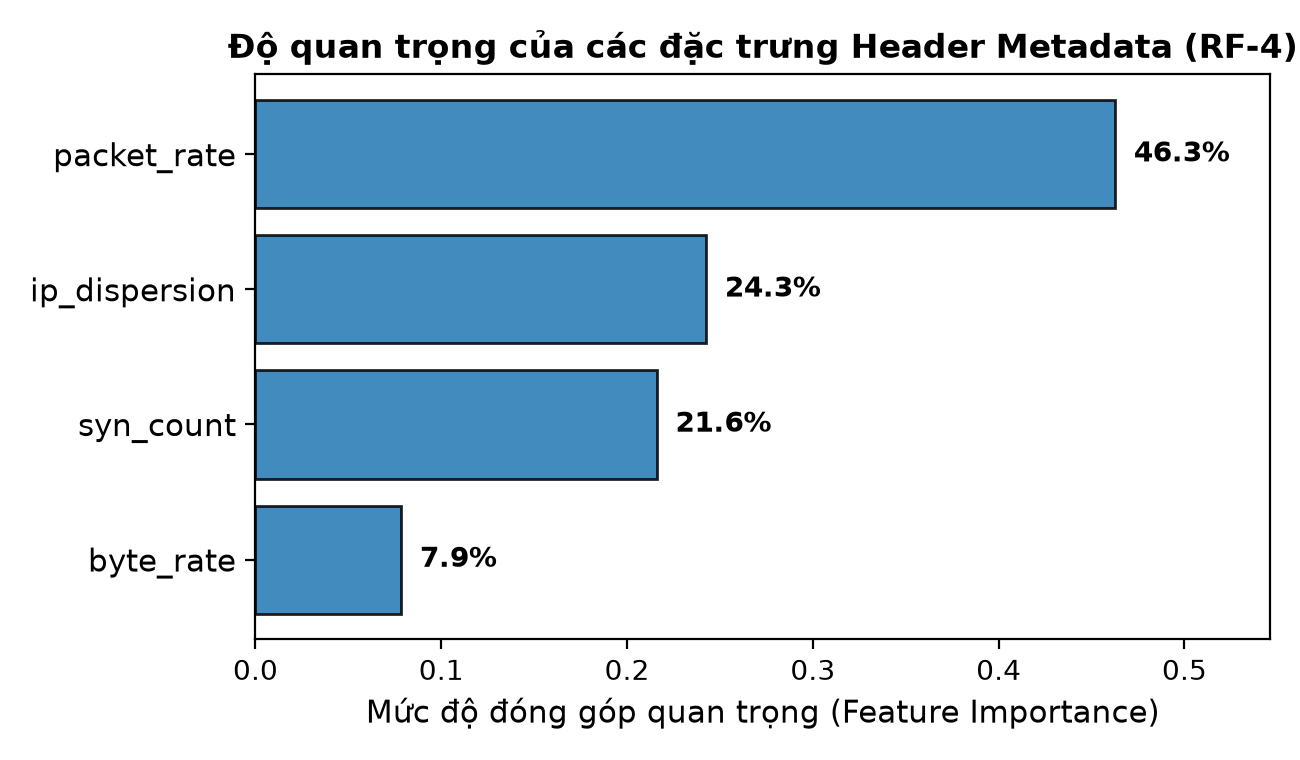 Độ quan trọng của các đặc trưng Header Metadata (RF-4)
packet_rate
46.3%
ip_dispersion
24.3%
syn_count
21.6%
byte_rate
7.9%
0.0 0.1 0.2 0.3 0.4 0.5
Mức độ đóng góp quan trọng (Feature Importance)